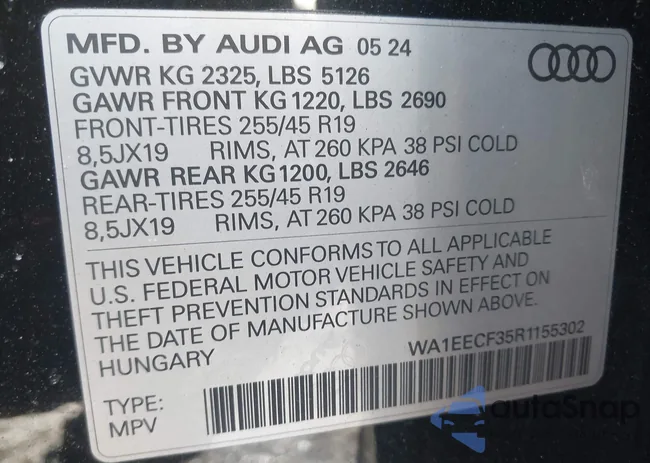 MFD. BY AUDI AG 05 24
GVWR KG 2325, LBS 5126
GAWR FRONT KG 1220, LBS 2690
FRONT-TIRES 255/45 R19
8,5JX19 RIMS, AT 260 KPA 38 PSI COLD
GAWR REAR KG 1200, LBS 2646
REAR-TIRES 255/45 R19
8,5JX19 RIMS, AT 260 KPA 38 PSI COLD
THIS VEHICLE CONFORMS TO ALL APPLICABLE
U.S. FEDERAL MOTOR VEHICLE SAFETY AND
THEFT PREVENTION STANDARDS IN EFFECT ON
THE DATE OF MANUFACTURE SHOWN ABOVE.
HUNGARY
WA1EECF35R1155302
TYPE:
MPV
autoSnap